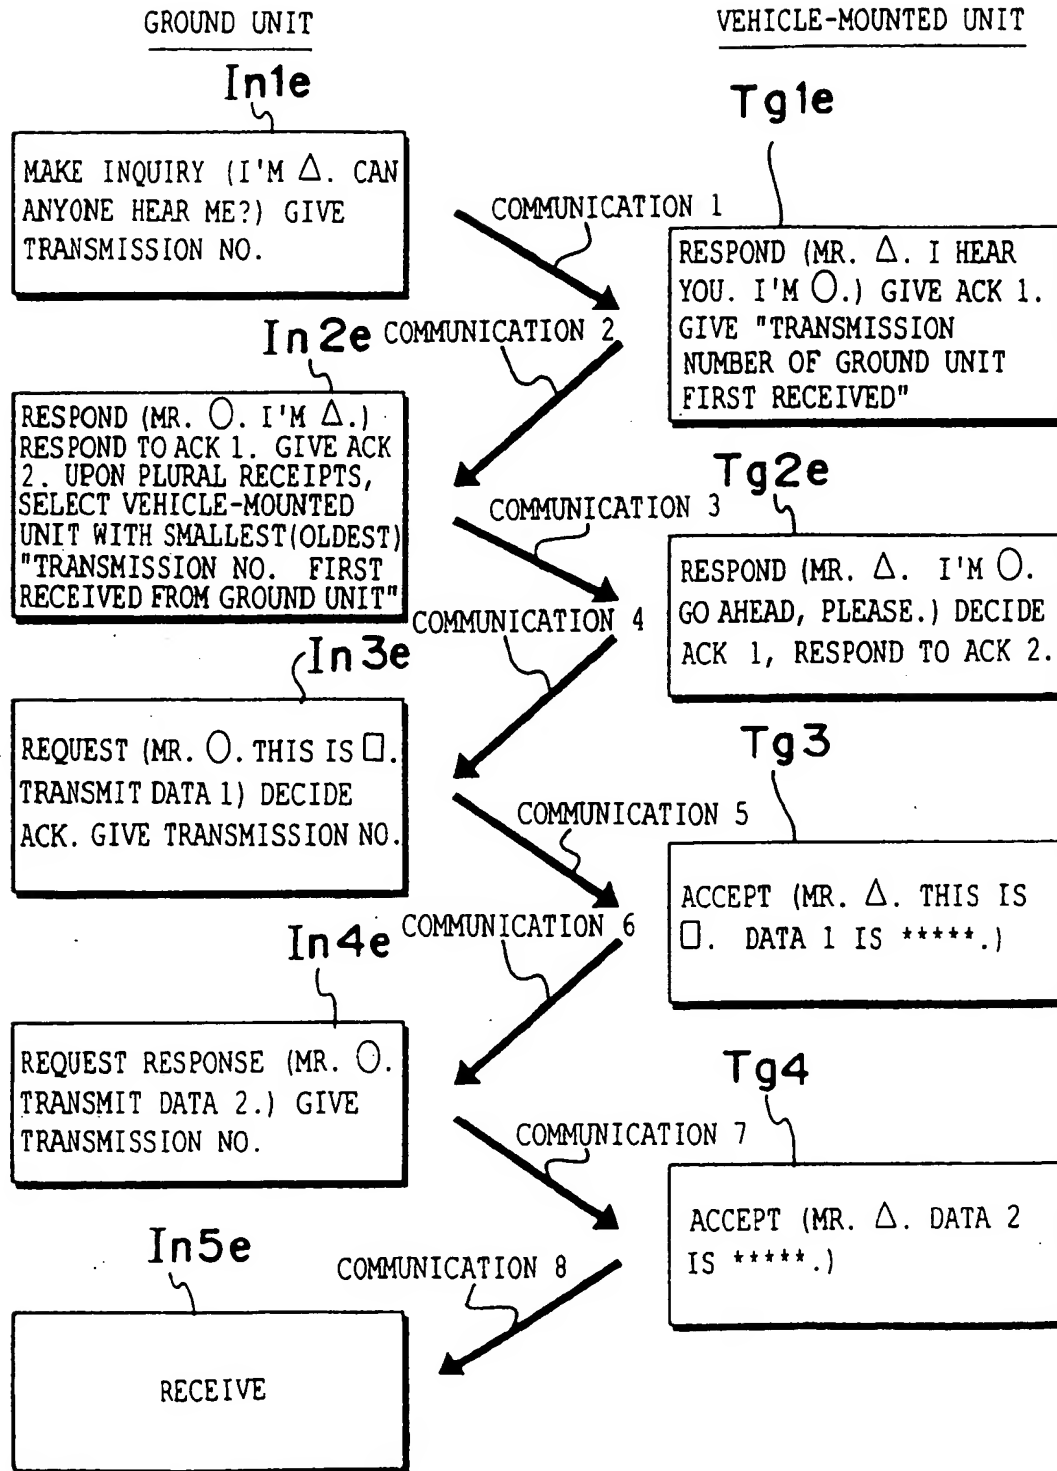 GROUND UNIT
VEHICLE-MOUNTED UNIT
In1e
Tg1e
MAKE INQUIRY (I'M △. CAN
ANYONE HEAR ME?) GIVE
TRANSMISSION NO.
COMMUNICATION 1
RESPOND (MR. △. I HEAR
YOU. I'M ○.) GIVE ACK 1.
GIVE "TRANSMISSION
NUMBER OF GROUND UNIT
FIRST RECEIVED"
COMMUNICATION 2
In2e
RESPOND (MR. ○. I'M △.)
RESPOND TO ACK 1. GIVE ACK
2. UPON PLURAL RECEIPTS,
SELECT VEHICLE-MOUNTED
UNIT WITH SMALLEST(OLDEST)
"TRANSMISSION NO. FIRST
RECEIVED FROM GROUND UNIT"
COMMUNICATION 3
Tg2e
RESPOND (MR. △. I'M ○.
GO AHEAD, PLEASE.) DECIDE
ACK 1, RESPOND TO ACK 2.
COMMUNICATION 4
In3e
REQUEST (MR. ○. THIS IS □.
TRANSMIT DATA 1) DECIDE
ACK. GIVE TRANSMISSION NO.
COMMUNICATION 5
Tg3
ACCEPT (MR. △. THIS IS
□. DATA 1 IS *****.)
COMMUNICATION 6
In4e
REQUEST RESPONSE (MR. ○.
TRANSMIT DATA 2.) GIVE
TRANSMISSION NO.
COMMUNICATION 7
Tg4
ACCEPT (MR. △. DATA 2
IS *****.)
COMMUNICATION 8
In5e
RECEIVE